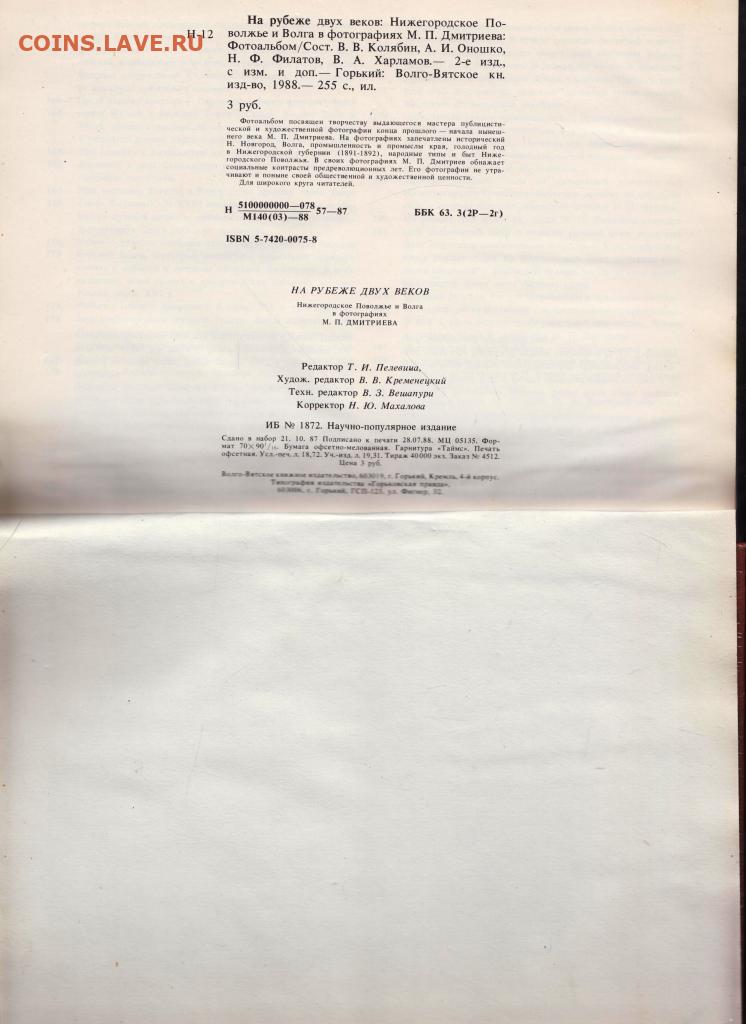 COINS.LAVE.RU
На рубеже двух веков: Нижегородское По-
Н-12 волжье и Волга в фотографиях М. П. Дмитриева:
Фотоальбом/Сост. В. В. Колябин, А. И. Оношко,
Н. Ф. Филатов, В. А. Харламов.— 2-е изд.,
с изм. и доп.— Горький: Волго-Вятское кн.
изд-во, 1988.— 255 с., ил.
3 руб.
Фотоальбом посвящен творчеству выдающегося мастера публицисти-
ческой и художественной фотографии конца прошлого — начала нынеш-
него века М. П. Дмитриева. На фотографиях запечатлены исторический
Н. Новгород, Волга, промышленность и промыслы края, голодный год
в Нижегородской губернии (1891-1892), народные типы и быт Ниже-
городского Поволжья. В своих фотографиях М. П. Дмитриев обнажает
социальные контрасты предреволюционных лет. Его фотографии не утра-
чивают и поныне своей общественной и художественной ценности.
Для широкого круга читателей.
Н 5100000000—078
М140(03)—88 57—87 ББК 63. 3(2Р—2г)
ISBN 5-7420-0075-8
НА РУБЕЖЕ ДВУХ ВЕКОВ
Нижегородское Поволжье и Волга
в фотографиях
М. П. ДМИТРИЕВА
Редактор Т. И. Пелевина,
Худож. редактор В. В. Кременецкий
Техн. редактор В. З. Вешапури
Корректор Н. Ю. Махалова
ИБ № 1872. Научно-популярное издание
Сдано в набор 21. 10. 87 Подписано к печати 28.07.88. МЦ 05135. Фор-
мат 70×90¹/₁₆. Бумага офсетно-мелованная. Гарнитура «Таймс». Печать
офсетная. Усл.-печ. л. 18,72. Уч.-изд. л. 19,31. Тираж 40000 экз. Заказ № 4512.
Цена 3 руб.
Волго-Вятское книжное издательство, 603019, г. Горький, Кремль, 4-й корпус.
Типография издательства «Горьковская правда».
603006, г. Горький, ГСП-123, ул. Фигнер, 32.